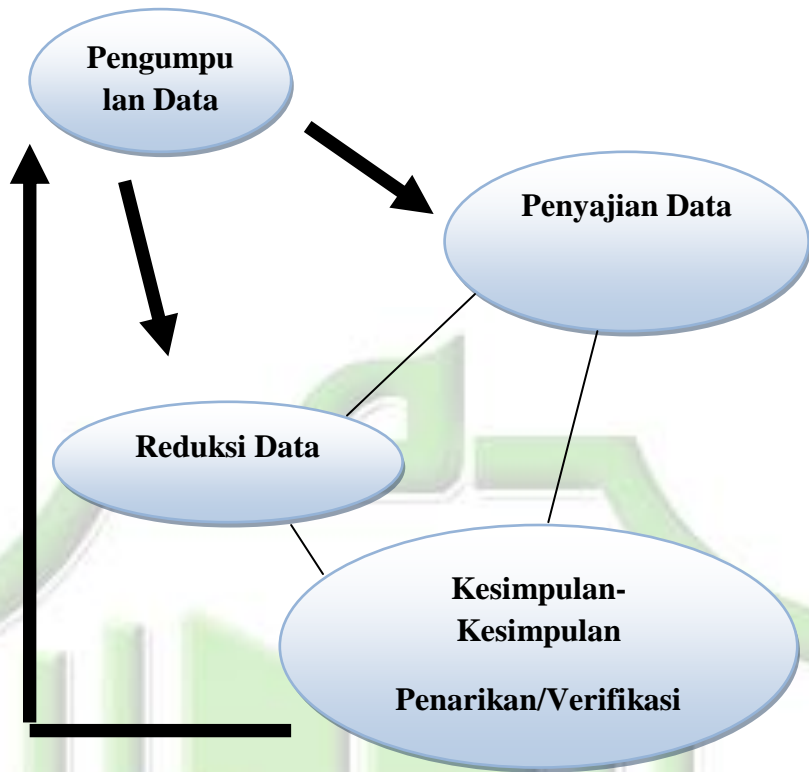 Pengumpu
lan Data
Penyajian Data
Reduksi Data
Kesimpulan-
Kesimpulan
Penarikan/Verifikasi